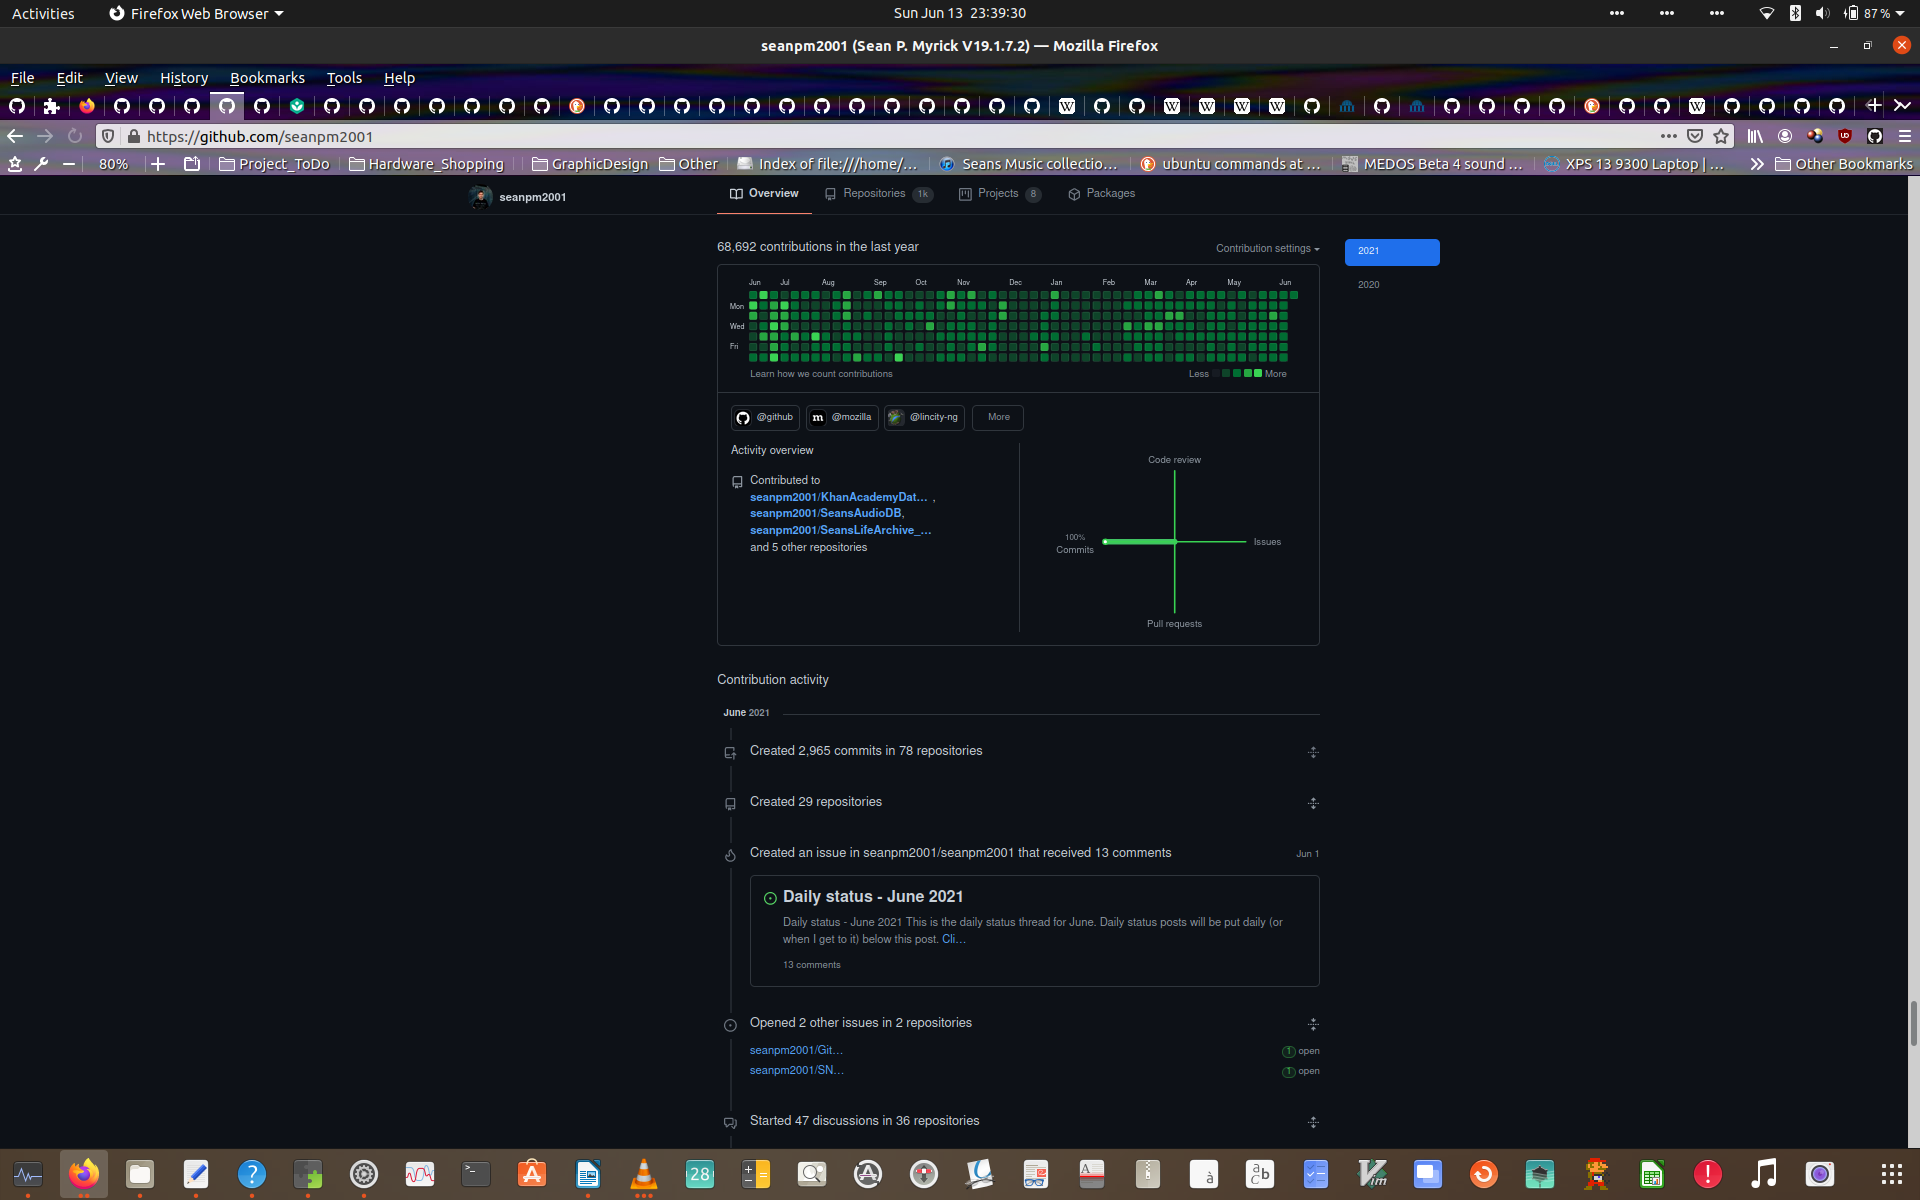 Activities
Firefox Web Browser
Sun Jun 13 23:39:30
87 %
seanpm2001 (Sean P. Myrick V19.1.7.2) — Mozilla Firefox
File Edit View History Bookmarks Tools Help
https://github.com/seanpm2001
80%
Project_ToDo
Hardware_Shopping
GraphicDesign
Other
Index of file:///home/...
Seans Music collectio...
ubuntu commands at ...
MEDOS Beta 4 sound ...
XPS 13 9300 Laptop | ...
Other Bookmarks
seanpm2001
Overview
Repositories 1k
Projects 8
Packages
68,692 contributions in the last year
Contribution settings
2021
2020
Jun Jul Aug Sep Oct Nov Dec Jan Feb Mar Apr May Jun
Mon
Wed
Fri
Learn how we count contributions
Less More
@github
@mozilla
@lincity-ng
More
Activity overview
Contributed to
seanpm2001/KhanAcademyDat… ,
seanpm2001/SeansAudioDB,
seanpm2001/SeansLifeArchive_…
and 5 other repositories
Code review
100%
Commits
Issues
Pull requests
Contribution activity
June 2021
Created 2,965 commits in 78 repositories
Created 29 repositories
Created an issue in seanpm2001/seanpm2001 that received 13 comments
Jun 1
Daily status - June 2021
Daily status - June 2021 This is the daily status thread for June. Daily status posts will be put daily (or
when I get to it) below this post. Cli…
13 comments
Opened 2 other issues in 2 repositories
seanpm2001/Git…
1 open
seanpm2001/SN…
1 open
Started 47 discussions in 36 repositories
28